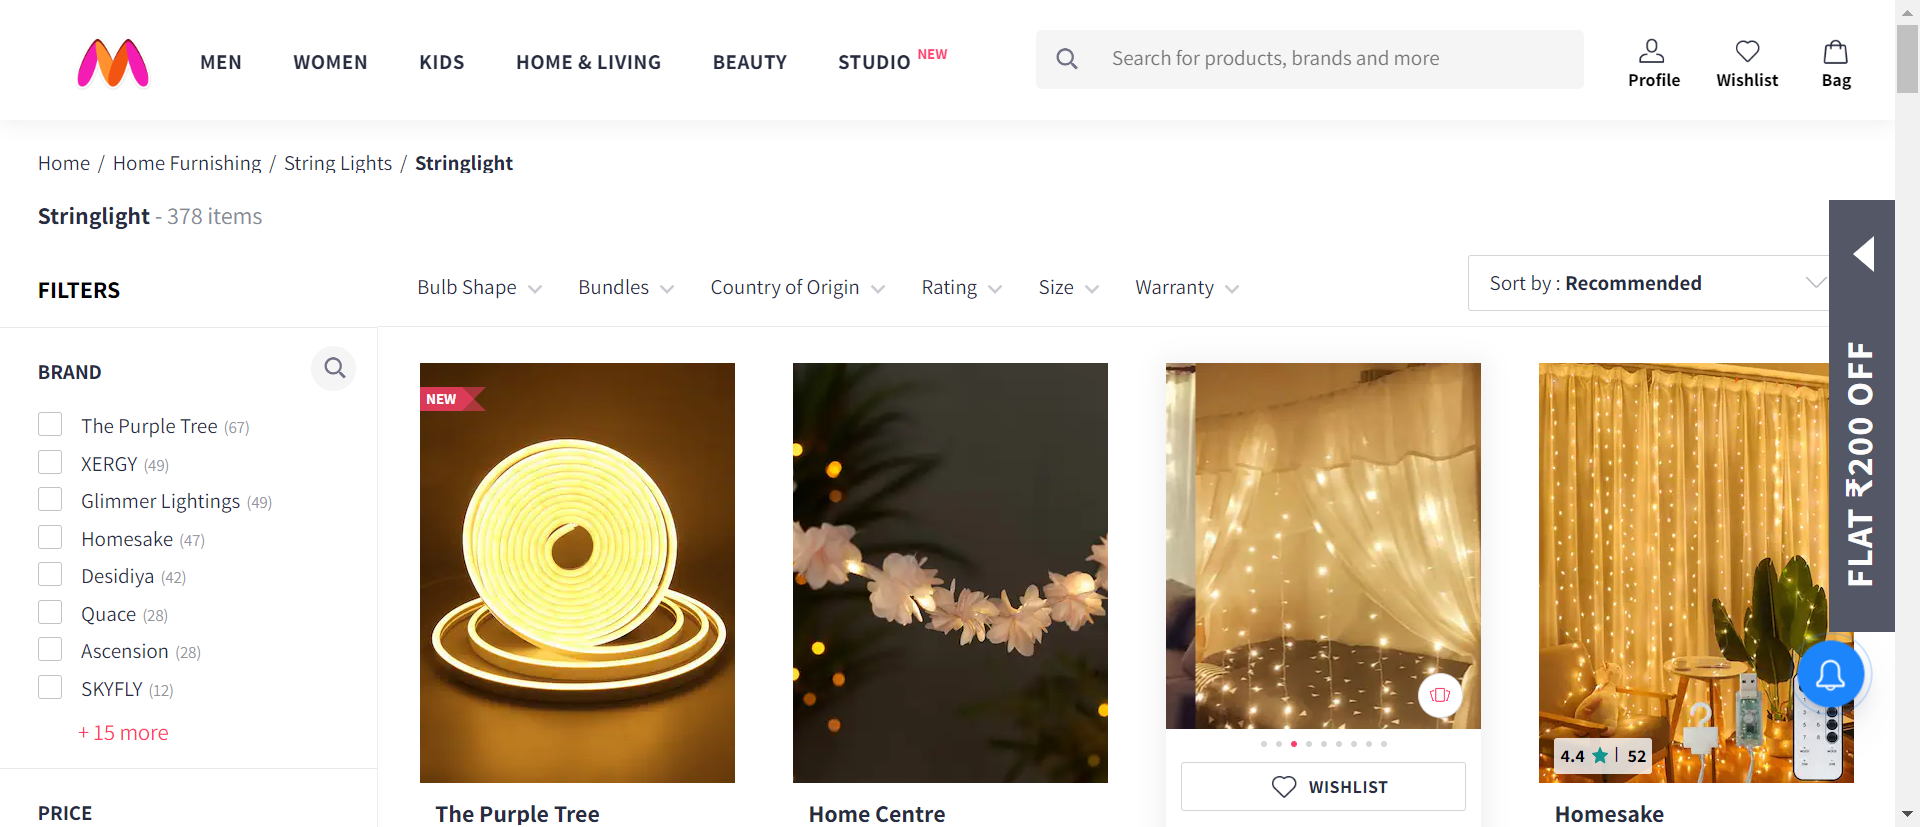 MEN WOMEN KIDS HOME & LIVING BEAUTY STUDIO NEW Search for products, brands and more Profile Wishlist Bag
Home / Home Furnishing / String Lights / Stringlight
Stringlight - 378 items
FILTERS
Bulb Shape Bundles Country of Origin Rating Size Warranty
Sort by : Recommended
FLAT ₹200 OFF
BRAND
The Purple Tree (67)
XERGY (49)
Glimmer Lightings (49)
Homesake (47)
Desidiya (42)
Quace (28)
Ascension (28)
SKYFLY (12)
+ 15 more
PRICE
NEW
The Purple Tree
Home Centre
WISHLIST
4.4 | 52
Homesake